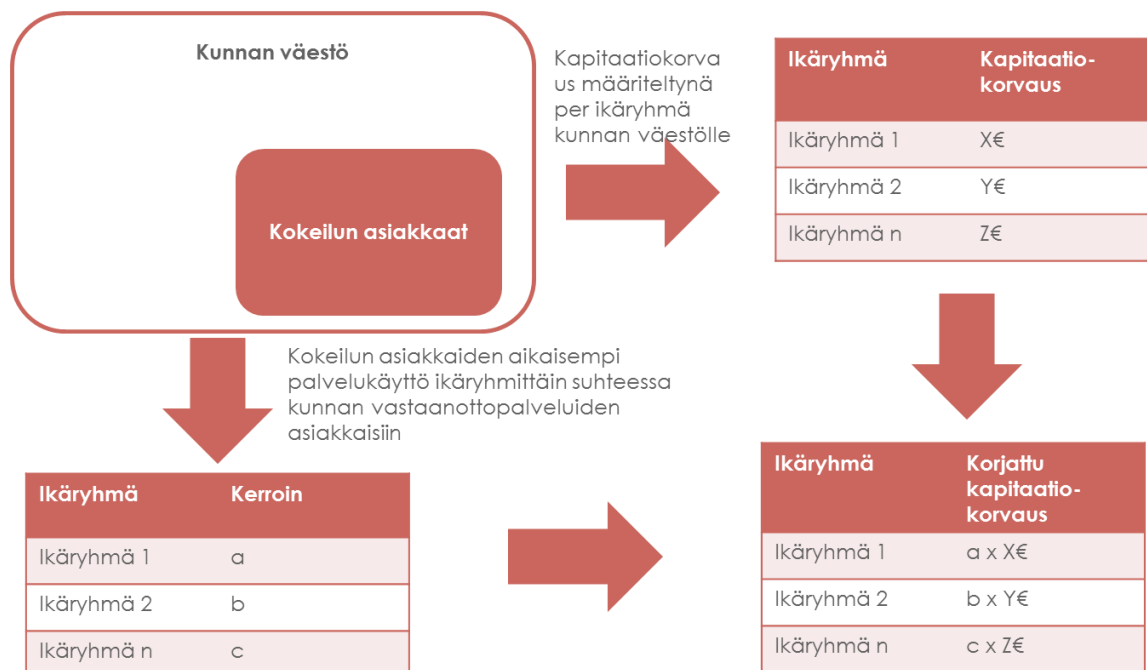 Kunnan väestö
Kokeilun asiakkaat
Kapitaatiokorva
us määriteltynä
per ikäryhmä
kunnan väestölle
Ikäryhmä Kapitaatio-
korvaus
Ikäryhmä 1 X€
Ikäryhmä 2 Y€
Ikäryhmä n Z€
Kokeilun asiakkaiden aikaisempi
palvelukäyttö ikäryhmittäin suhteessa
kunnan vastaanottopalveluiden
asiakkaisiin
Ikäryhmä Kerroin
Ikäryhmä 1 a
Ikäryhmä 2 b
Ikäryhmä n c
Ikäryhmä Korjattu
kapitaatio-
korvaus
Ikäryhmä 1 a x X€
Ikäryhmä 2 b x Y€
Ikäryhmä n c x Z€